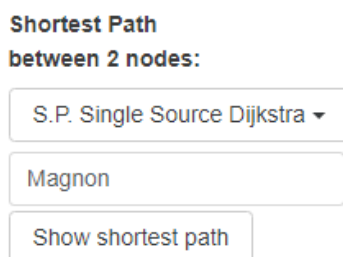 Shortest Path
between 2 nodes:
S.P. Single Source Dijkstra
Magnon
Show shortest path